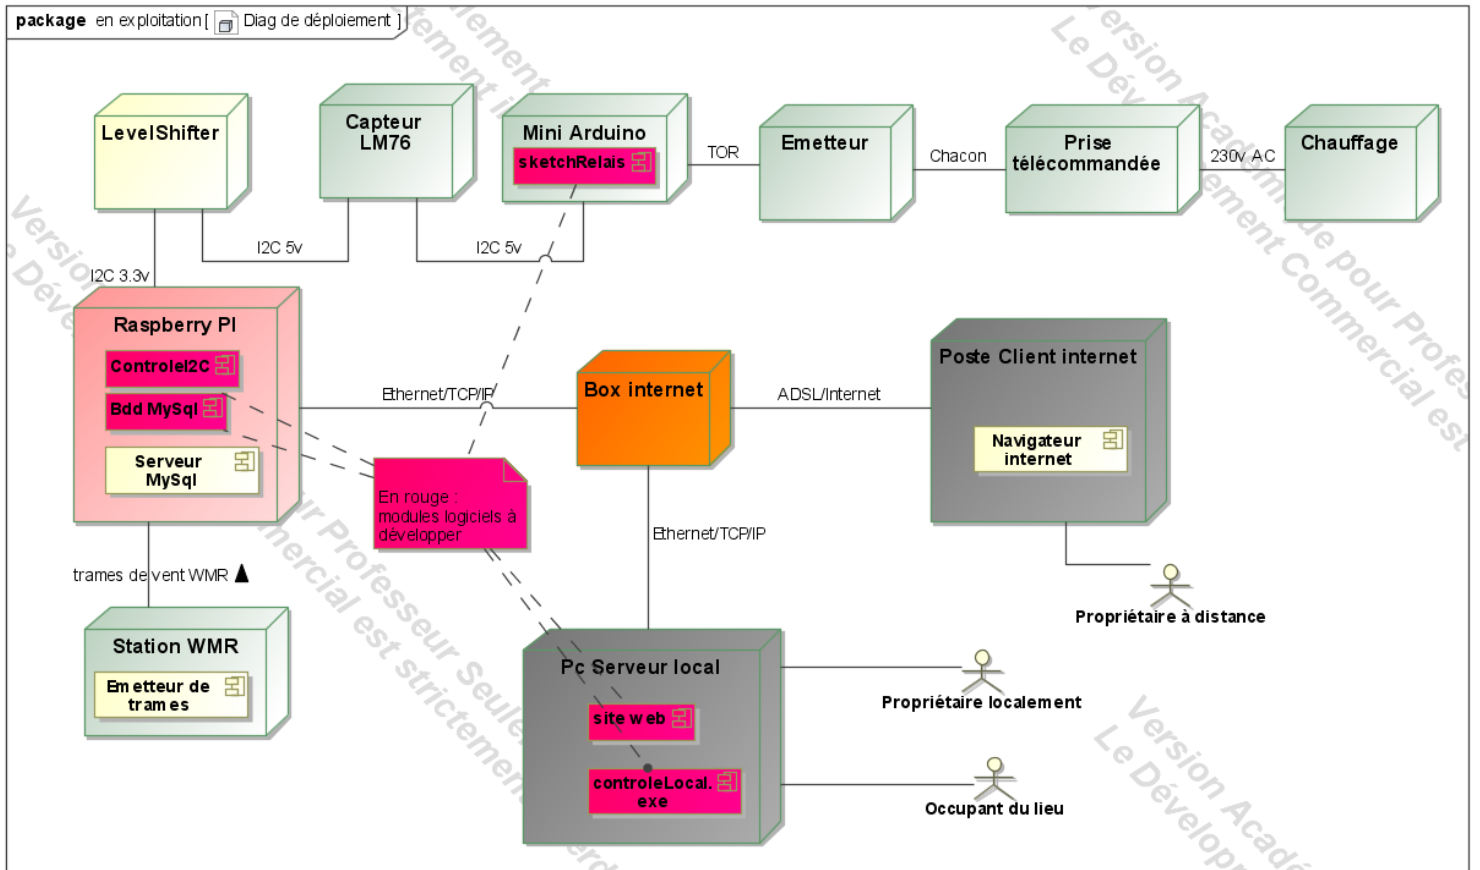 package en exploitation [ Diag de déploiement ]
LevelShifter
Capteur
LM76
Mini Arduino
sketchRelais
TOR
Emetteur
Chacon
Prise
télécommandée
230v AC
Chauffage
I2C 5v
I2C 5v
I2C 3.3v
Raspberry PI
ControleI2C
Bdd MySql
Serveur
MySql
Ethernet/TCP/IP
Box internet
ADSL/Internet
Poste Client internet
Navigateur
internet
En rouge :
modules logiciels à
développer
Ethernet/TCP/IP
trames de vent WMR
Station WMR
Emetteur de
trames
Propriétaire à distance
Pc Serveur local
site web
controleLocal.
exe
Propriétaire localement
Occupant du lieu